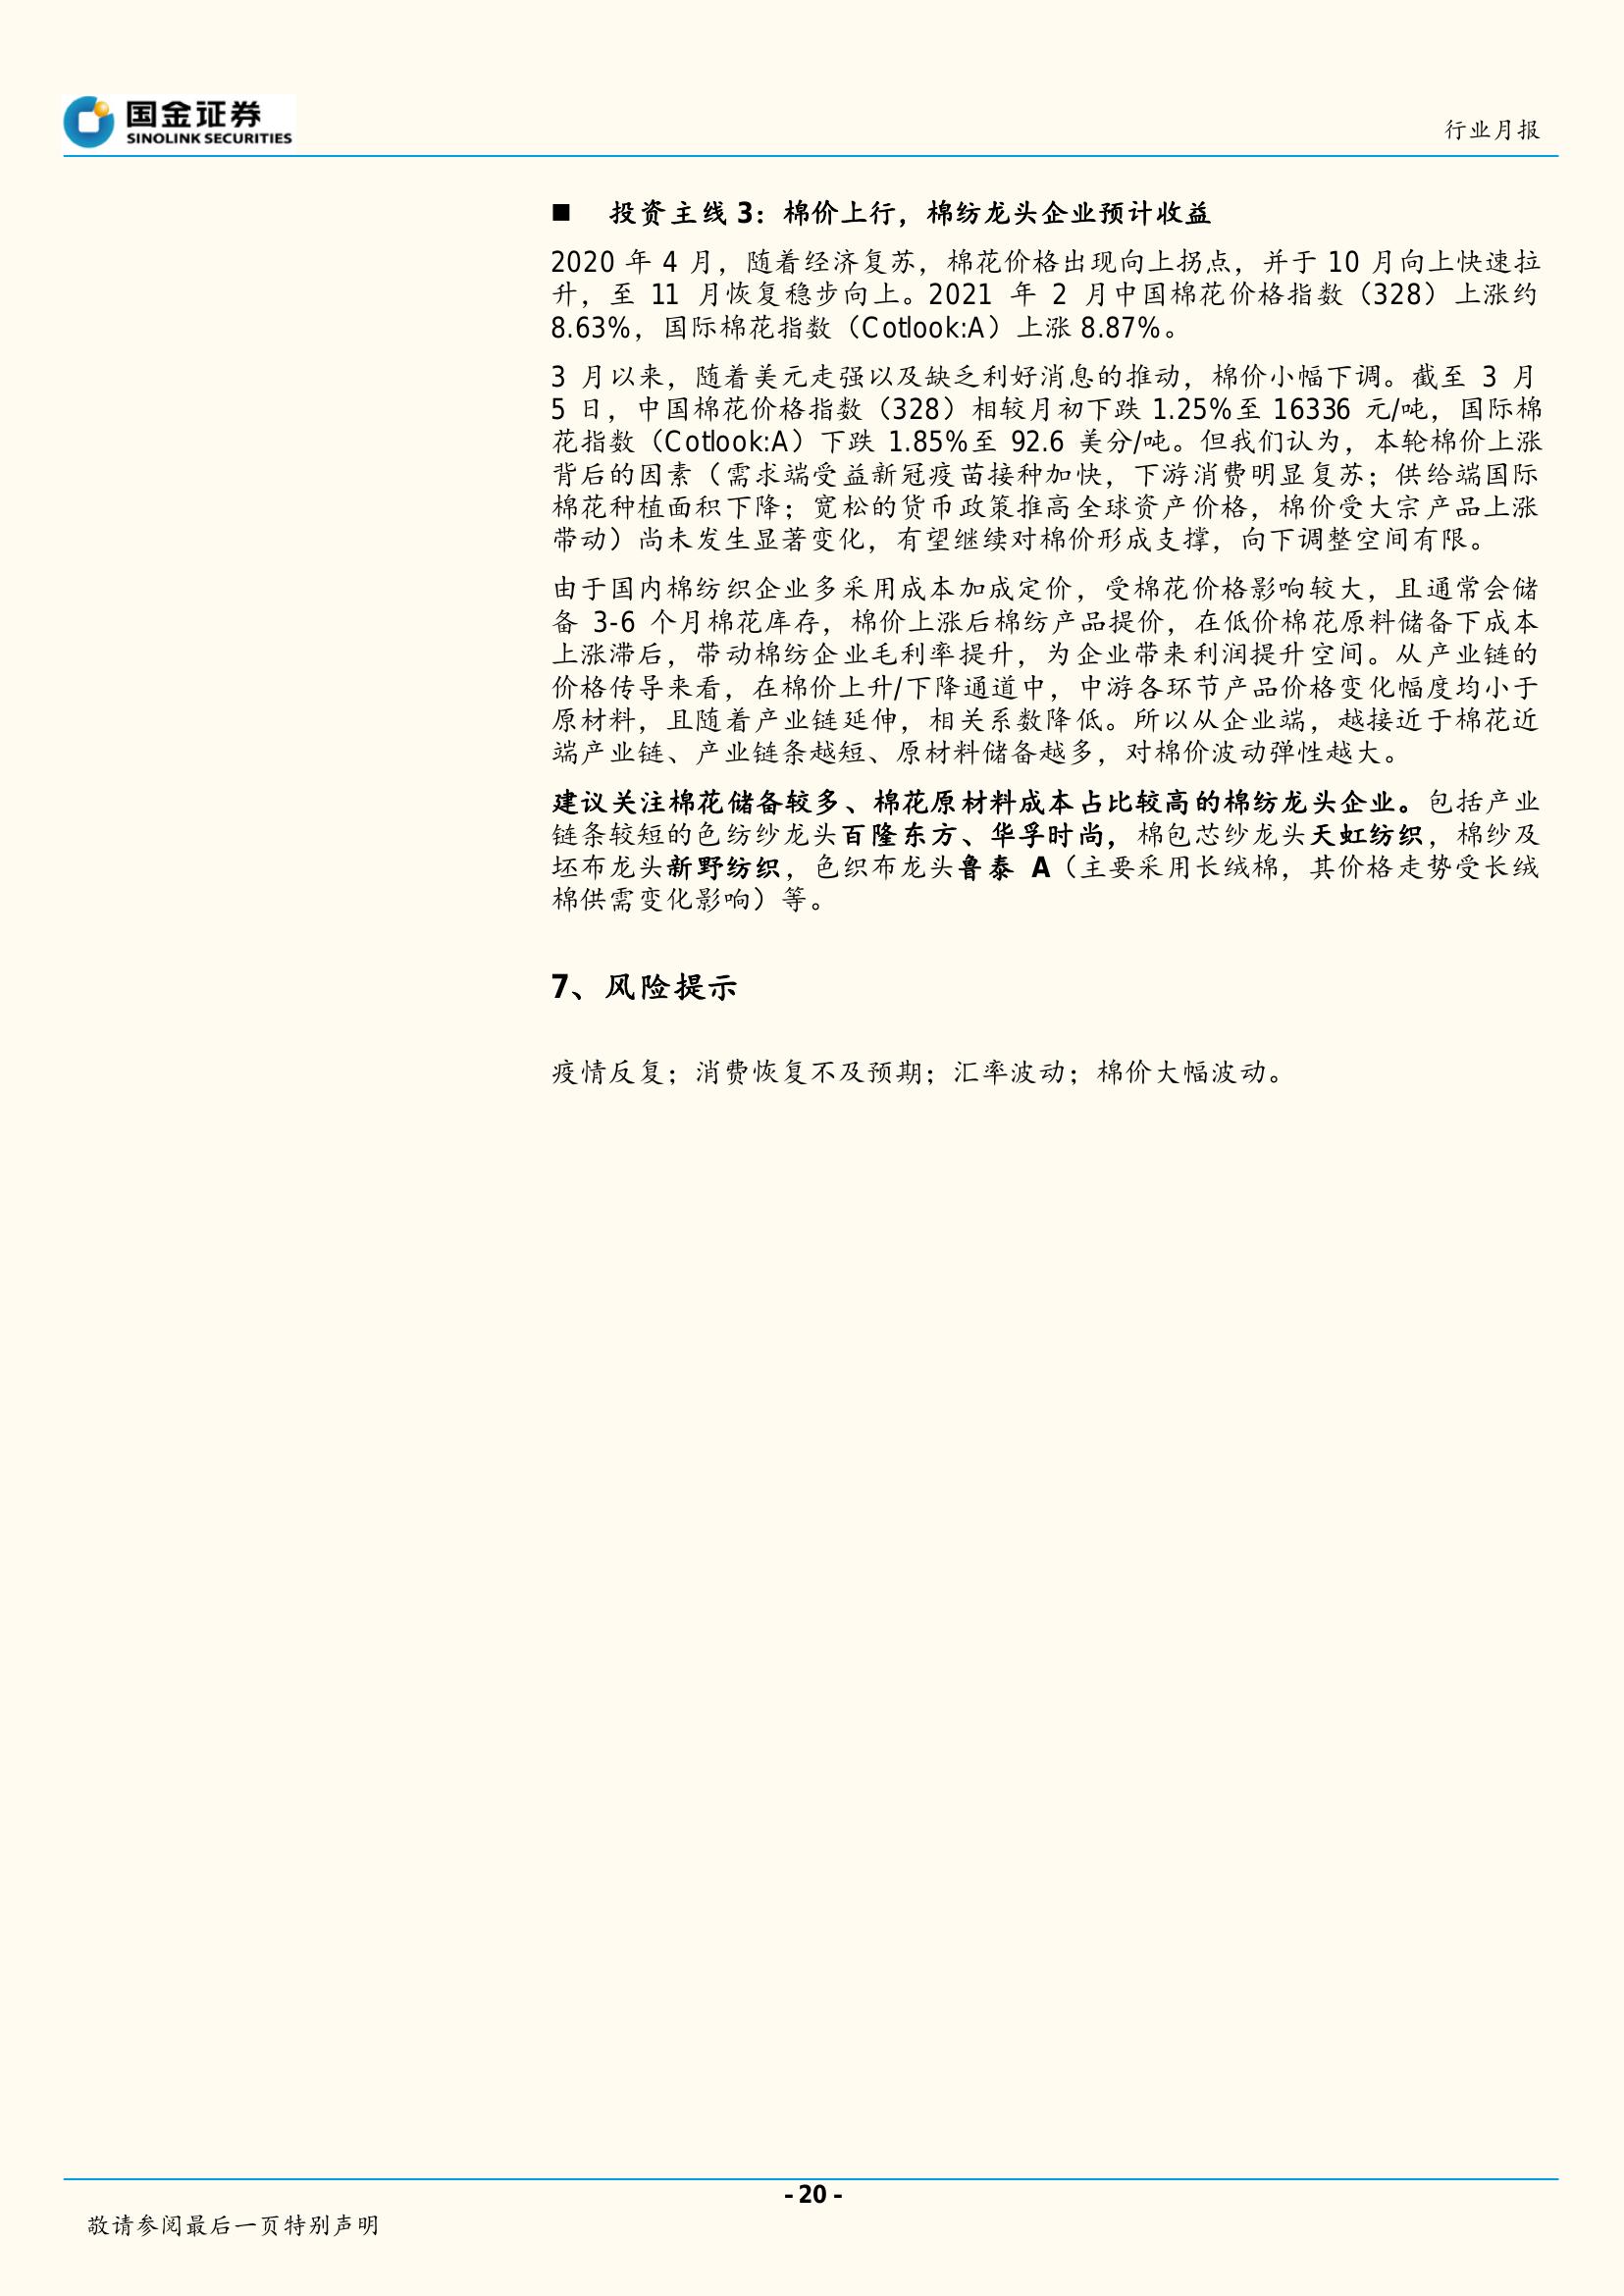 国金证券
SINOLINK SECURITIES
行业月报
■ 投资主线 3：棉价上行，棉纺龙头企业预计收益
2020 年 4 月，随着经济复苏，棉花价格出现向上拐点，并于 10 月向上快速拉
升，至 11 月恢复稳步向上。2021 年 2 月中国棉花价格指数（328）上涨约
8.63%，国际棉花指数（Cotlook:A）上涨 8.87%。
3 月以来，随着美元走强以及缺乏利好消息的推动，棉价小幅下调。截至 3 月
5 日，中国棉花价格指数（328）相较月初下跌 1.25%至 16336 元/吨，国际棉
花指数（Cotlook:A）下跌 1.85%至 92.6 美分/吨。但我们认为，本轮棉价上涨
背后的因素（需求端受益新冠疫苗接种加快，下游消费明显复苏；供给端国际
棉花种植面积下降；宽松的货币政策推高全球资产价格，棉价受大宗产品上涨
带动）尚未发生显著变化，有望继续对棉价形成支撑，向下调整空间有限。
由于国内棉纺织企业多采用成本加成定价，受棉花价格影响较大，且通常会储
备 3-6 个月棉花库存，棉价上涨后棉纺产品提价，在低价棉花原料储备下成本
上涨滞后，带动棉纺企业毛利率提升，为企业带来利润提升空间。从产业链的
价格传导来看，在棉价上升/下降通道中，中游各环节产品价格变化幅度均小于
原材料，且随着产业链延伸，相关系数降低。所以从企业端，越接近于棉花近
端产业链、产业链条越短、原材料储备越多，对棉价波动弹性越大。
建议关注棉花储备较多、棉花原材料成本占比较高的棉纺龙头企业。包括产业
链条较短的色纺纱龙头百隆东方、华孚时尚，棉包芯纱龙头天虹纺织，棉纱及
坯布龙头新野纺织，色织布龙头鲁泰 A（主要采用长绒棉，其价格走势受长绒
棉供需变化影响）等。
7、风险提示
疫情反复；消费恢复不及预期；汇率波动；棉价大幅波动。
- 20 -
敬请参阅最后一页特别声明